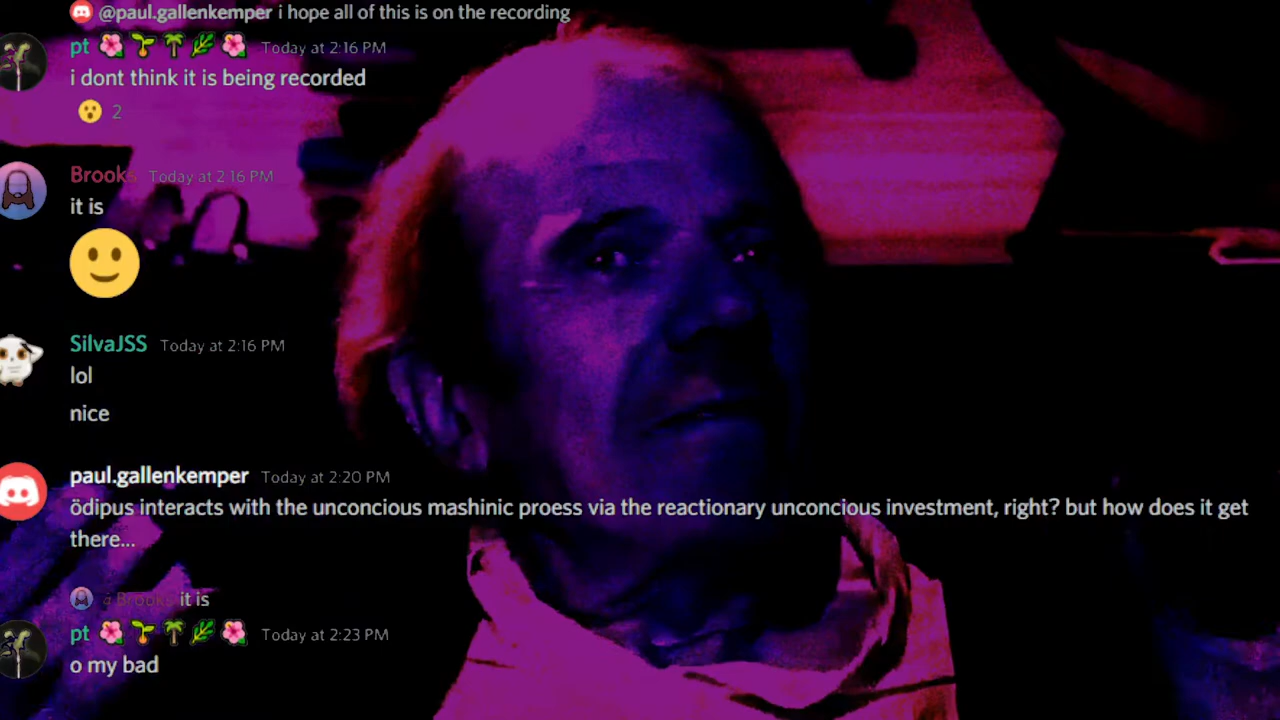 @paul.gallenkemper i hope all of this is on the recording
pt 🌺🌱🌴🌿🌺 Today at 2:16 PM
i dont think it is being recorded
😮 2
Brooks Today at 2:16 PM
it is
🙂
SilvaJSS Today at 2:16 PM
lol
nice
paul.gallenkemper Today at 2:20 PM
ödipus interacts with the unconcious mashinic proess via the reactionary unconcious investment, right? but how does it get
there...
@Brooks it is
pt 🌺🌱🌴🌿🌺 Today at 2:23 PM
o my bad